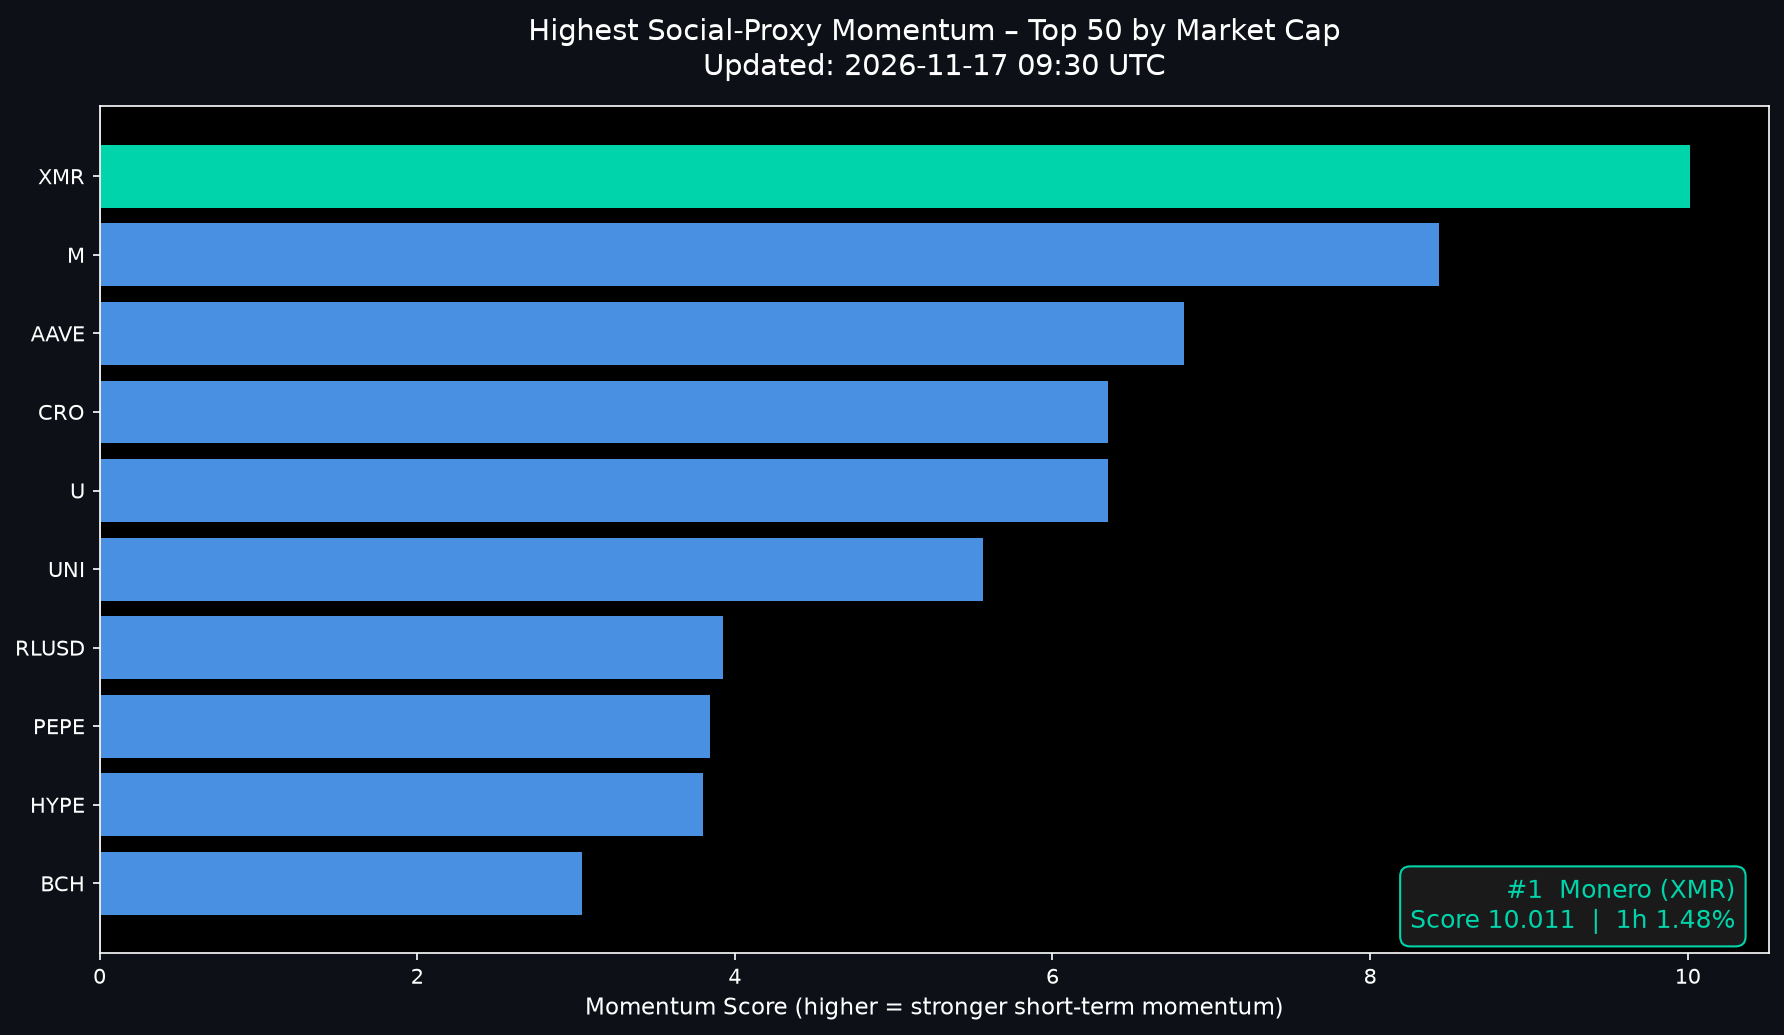 Highest Social-Proxy Momentum – Top 50 by Market Cap
Updated: 2026-11-17 09:30 UTC
XMR
M
AAVE
CRO
U
UNI
RLUSD
PEPE
HYPE
BCH
#1  Monero (XMR)
Score 10.011  |  1h 1.48%
0 2 4 6 8 10
Momentum Score (higher = stronger short-term momentum)